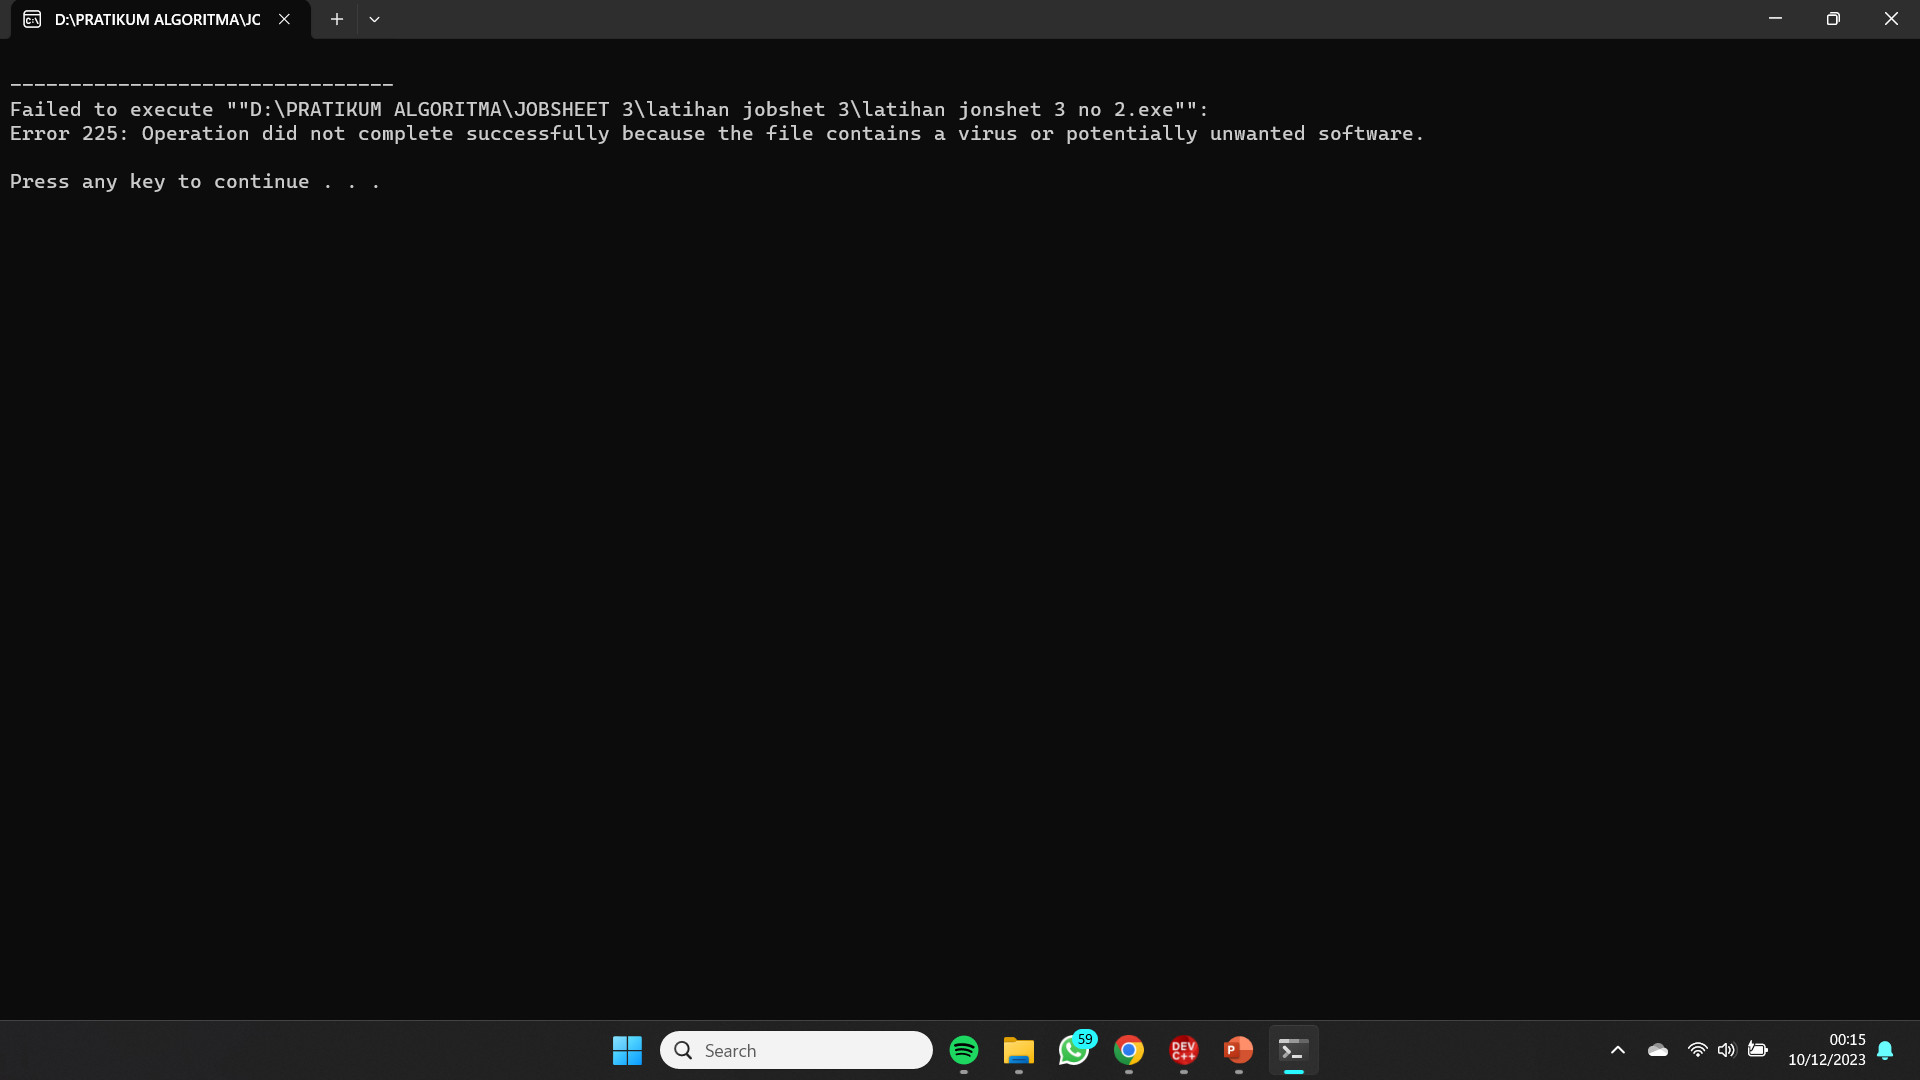 D:\PRATIKUM ALGORITMA\JC
--------------------------------
Failed to execute ""D:\PRATIKUM ALGORITMA\JOBSHEET 3\latihan jobshet 3\latihan jonshet 3 no 2.exe"":
Error 225: Operation did not complete successfully because the file contains a virus or potentially unwanted software.
Press any key to continue . . .
Search
59
DEV
C++
P
00:15
10/12/2023